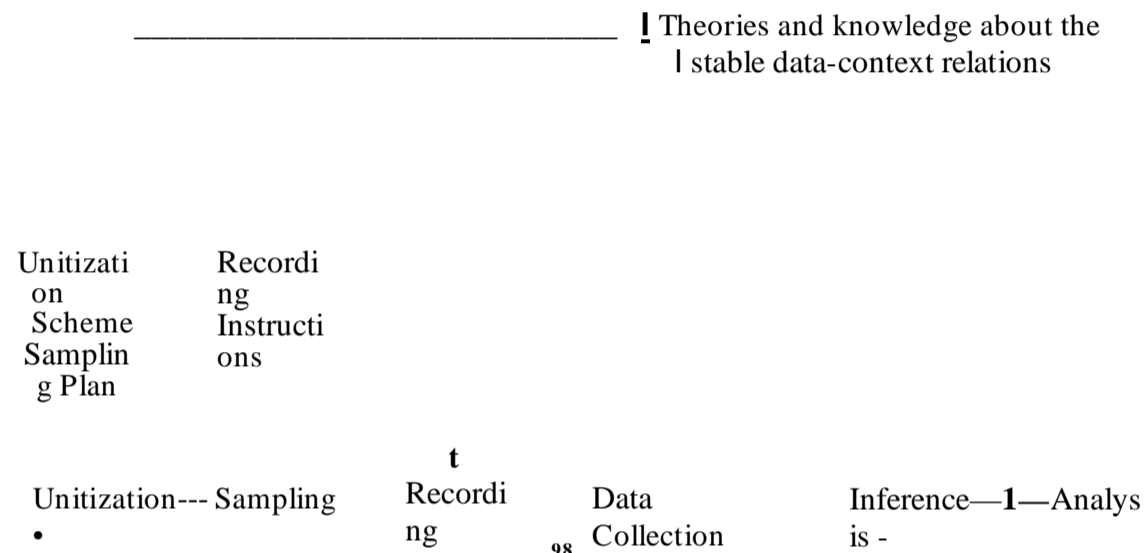 I Theories and knowledge about the
l stable data-context relations
Unitizati
on
Scheme
Samplin
g Plan
Recordi
ng
Instructi
ons
t
Unitization--- Sampling
•
Recordi
ng
98
Data
Collection
Inference—1—Analys
is -